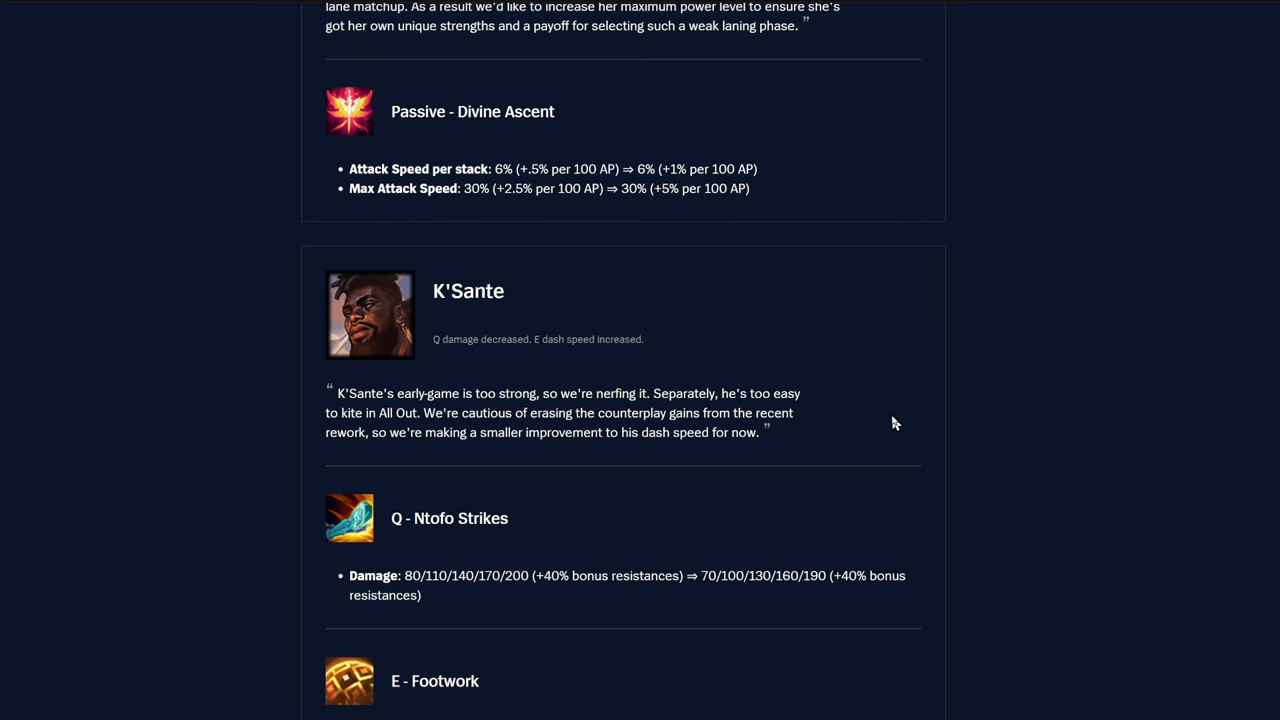 lane matchup. As a result we'd like to increase her maximum power level to ensure she's
got her own unique strengths and a payoff for selecting such a weak laning phase. ”
Passive - Divine Ascent
• Attack Speed per stack: 6% (+.5% per 100 AP) ⇒ 6% (+1% per 100 AP)
• Max Attack Speed: 30% (+2.5% per 100 AP) ⇒ 30% (+5% per 100 AP)
K'Sante
Q damage decreased. E dash speed increased.
“ K'Sante's early-game is too strong, so we're nerfing it. Separately, he's too easy
to kite in All Out. We're cautious of erasing the counterplay gains from the recent
rework, so we're making a smaller improvement to his dash speed for now. ”
Q - Ntofo Strikes
• Damage: 80/110/140/170/200 (+40% bonus resistances) ⇒ 70/100/130/160/190 (+40% bonus
resistances)
E - Footwork